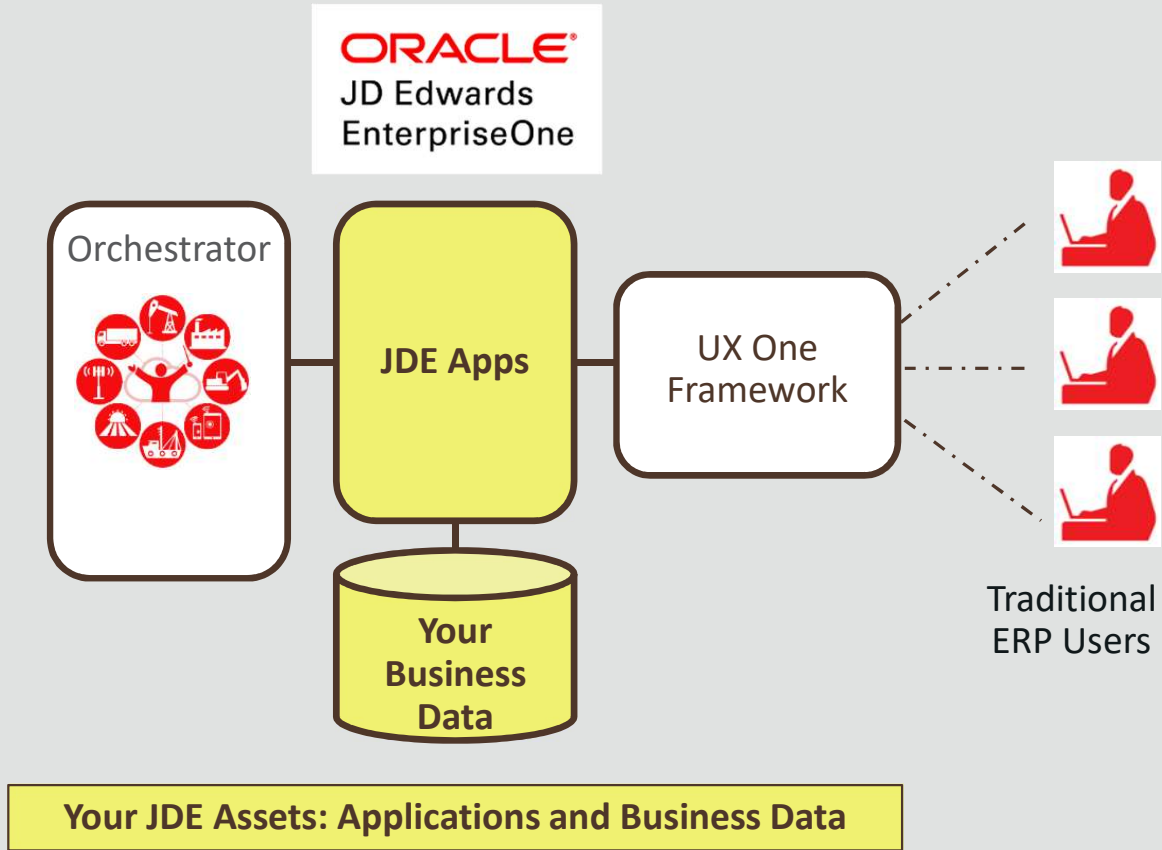 ORACLE®
JD Edwards
EnterpriseOne
Orchestrator
JDE Apps
UX One
Framework
Your
Business
Data
Traditional
ERP Users
Your JDE Assets: Applications and Business Data